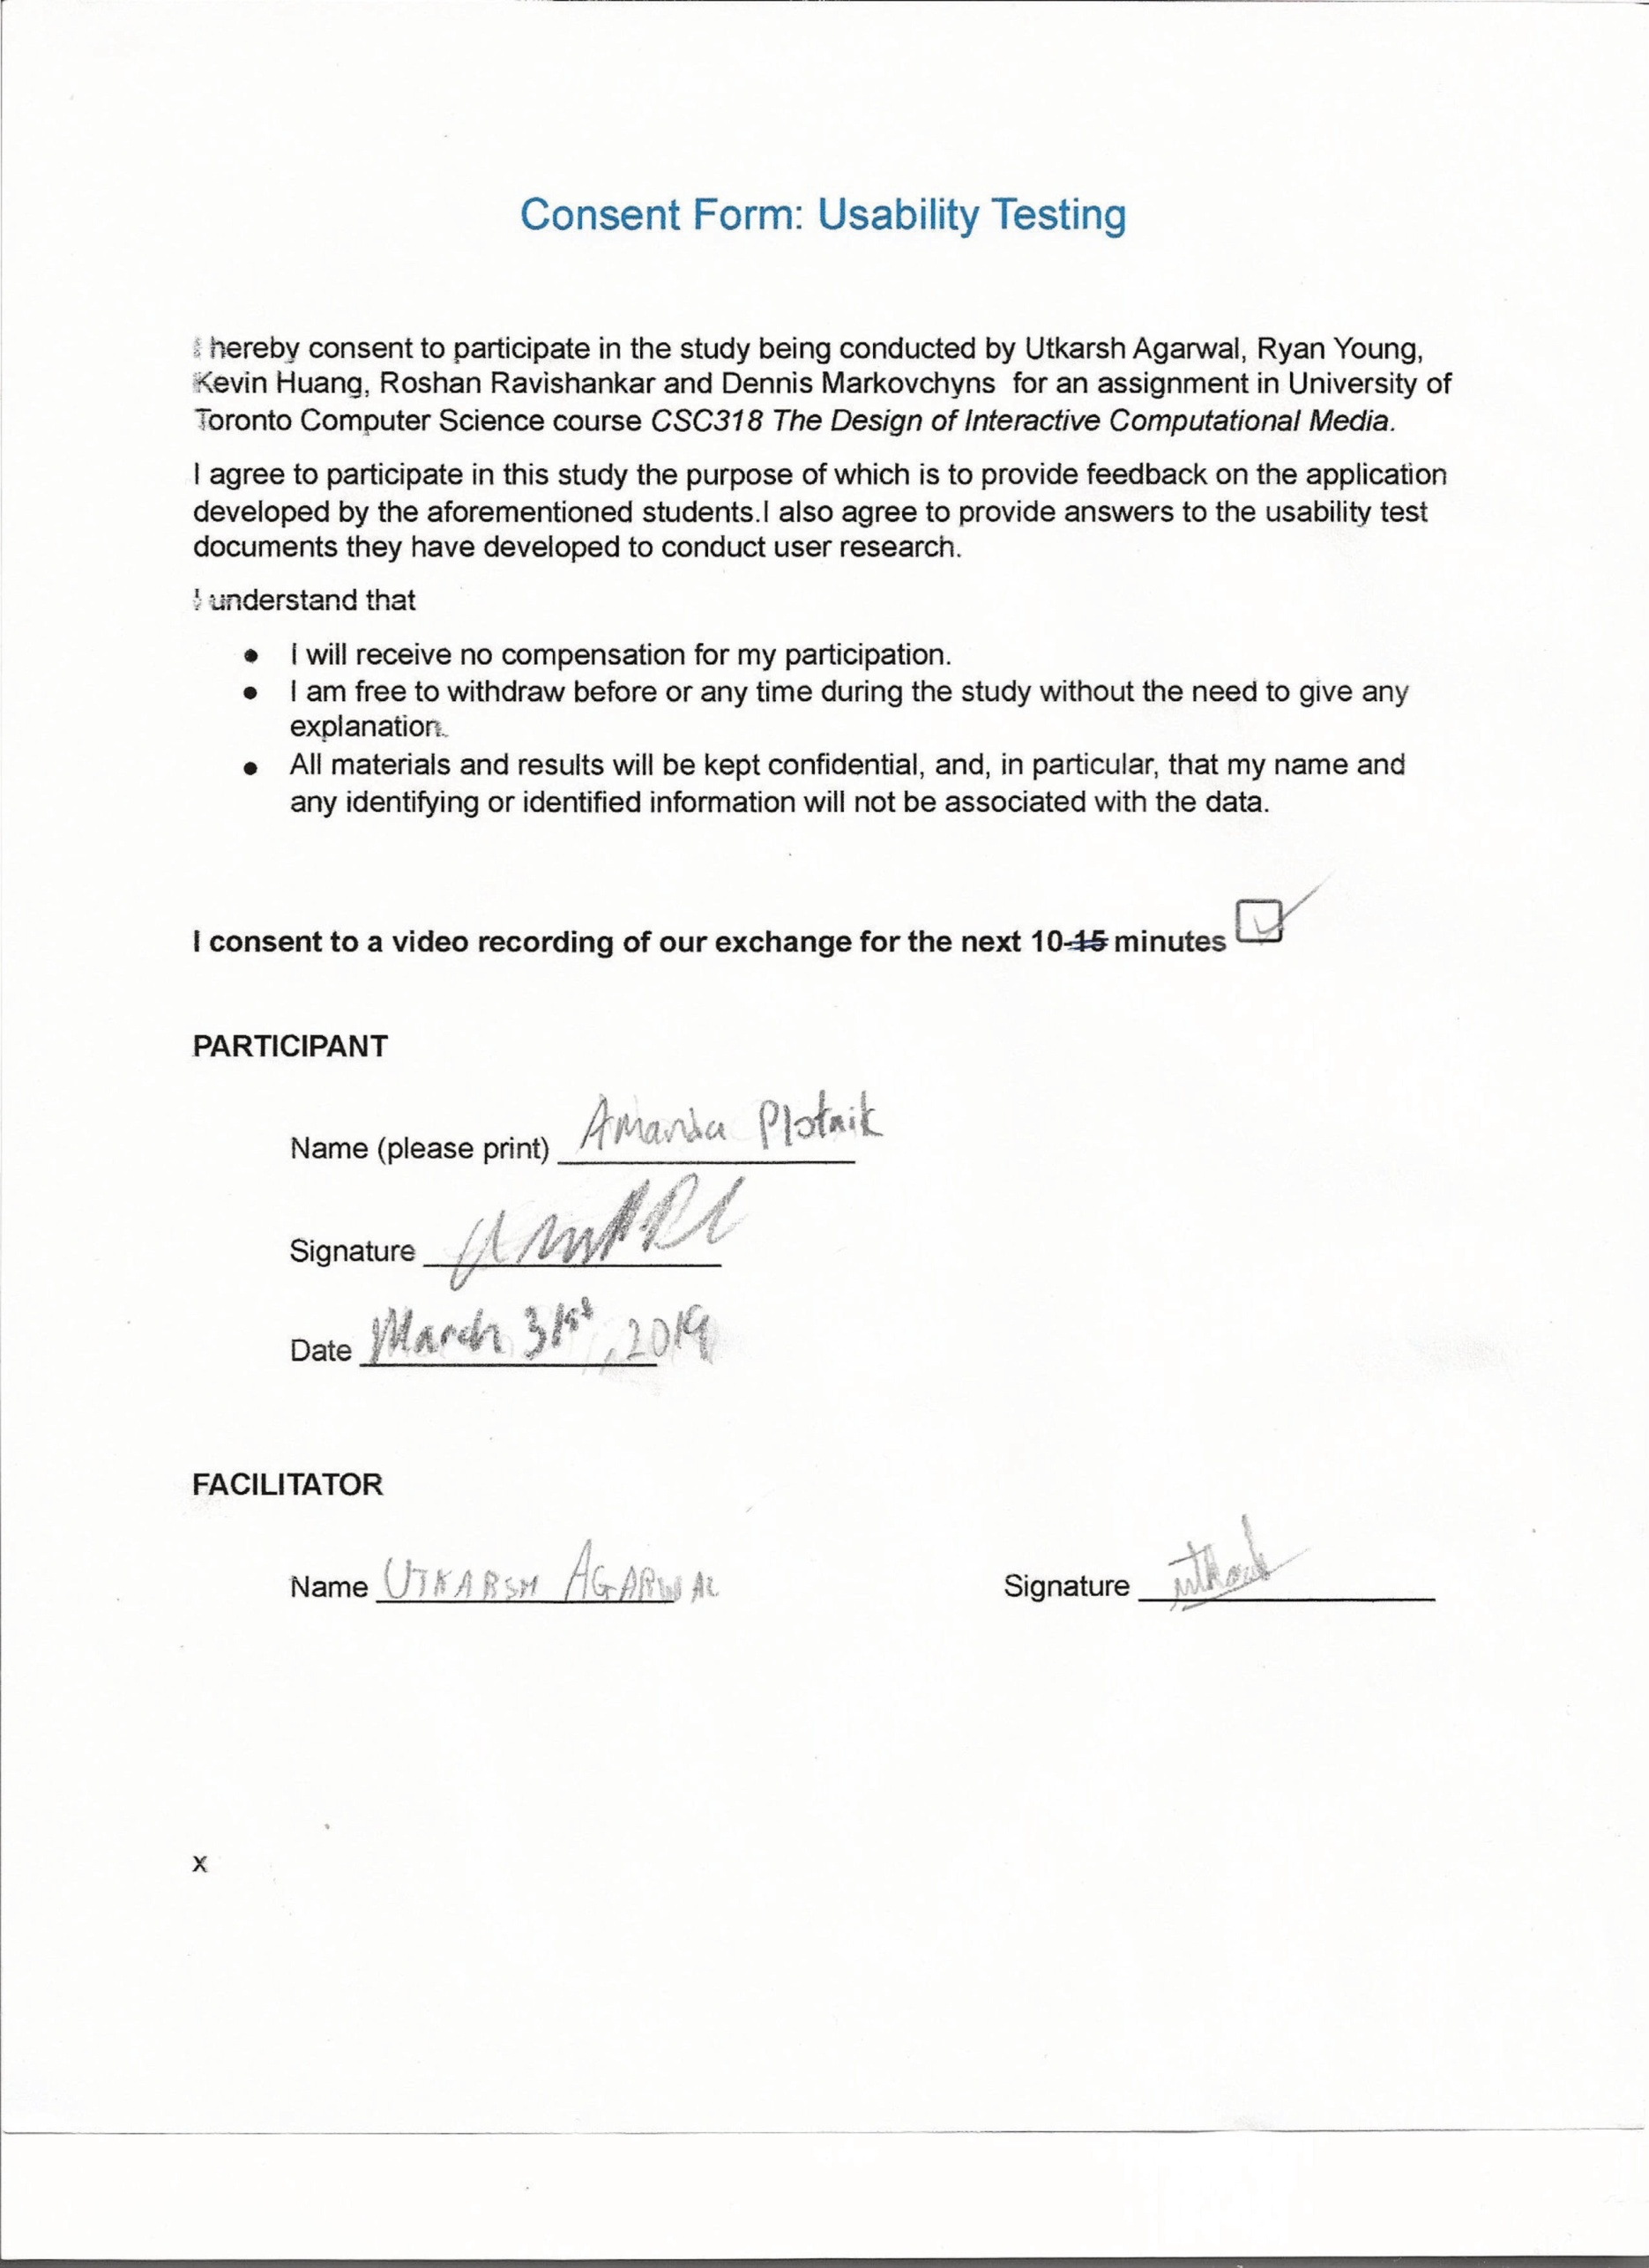 Consent Form: Usability Testing
I hereby consent to participate in the study being conducted by Utkarsh Agarwal, Ryan Young,
Kevin Huang, Roshan Ravishankar and Dennis Markovchyns for an assignment in University of
Toronto Computer Science course CSC318 The Design of Interactive Computational Media.
I agree to participate in this study the purpose of which is to provide feedback on the application
developed by the aforementioned students.I also agree to provide answers to the usability test
documents they have developed to conduct user research.
I understand that
● I will receive no compensation for my participation.
● I am free to withdraw before or any time during the study without the need to give any
explanation.
● All materials and results will be kept confidential, and, in particular, that my name and
any identifying or identified information will not be associated with the data.
I consent to a video recording of our exchange for the next 10-15 minutes
PARTICIPANT
Name (please print) Amanda Plotnik
Signature
Date March 31st, 2019
FACILITATOR
Name UTKARSH AGARWAL Signature
x